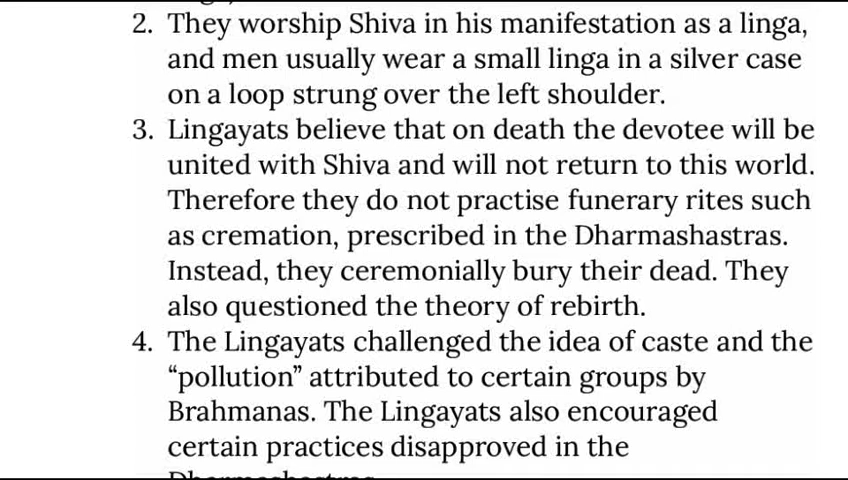 2. They worship Shiva in his manifestation as a linga,
and men usually wear a small linga in a silver case
on a loop strung over the left shoulder.
3. Lingayats believe that on death the devotee will be
united with Shiva and will not return to this world.
Therefore they do not practise funerary rites such
as cremation, prescribed in the Dharmashastras.
Instead, they ceremonially bury their dead. They
also questioned the theory of rebirth.
4. The Lingayats challenged the idea of caste and the
“pollution” attributed to certain groups by
Brahmanas. The Lingayats also encouraged
certain practices disapproved in the